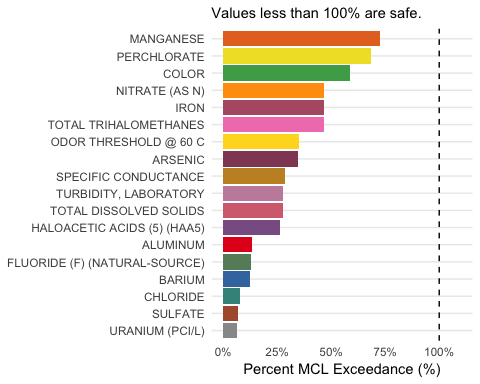 Values less than 100% are safe.
MANGANESE
PERCHLORATE
COLOR
NITRATE (AS N)
IRON
TOTAL TRIHALOMETHANES
ODOR THRESHOLD @ 60 C
ARSENIC
SPECIFIC CONDUCTANCE
TURBIDITY, LABORATORY
TOTAL DISSOLVED SOLIDS
HALOACETIC ACIDS (5) (HAA5)
ALUMINUM
FLUORIDE (F) (NATURAL-SOURCE)
BARIUM
CHLORIDE
SULFATE
URANIUM (PCI/L)
0% 25% 50% 75% 100%
Percent MCL Exceedance (%)